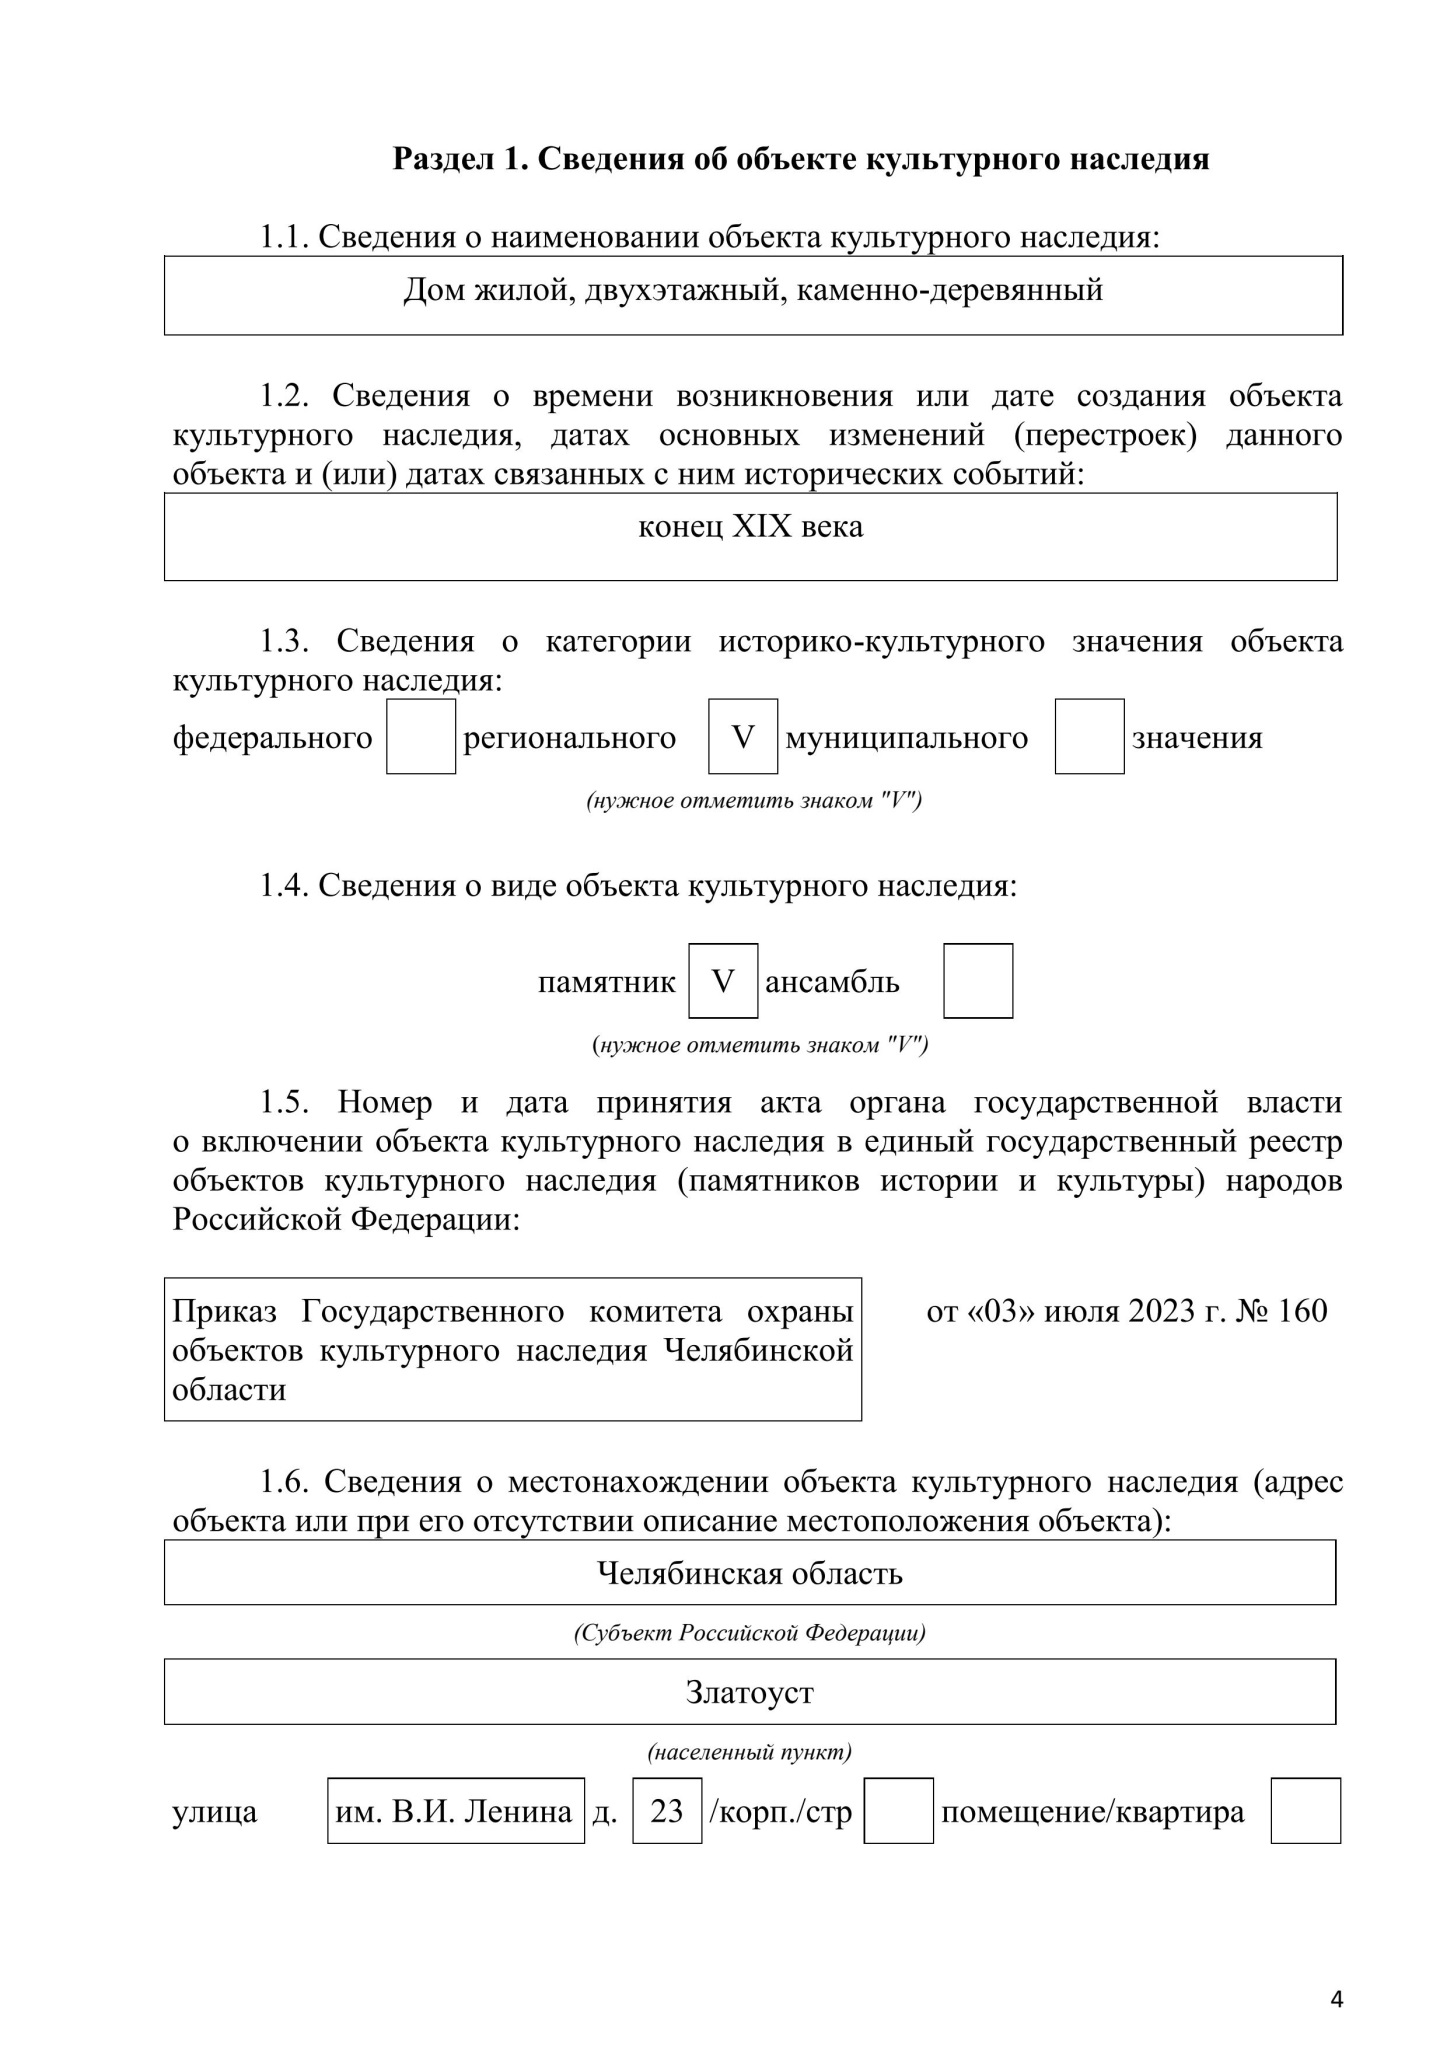 Раздел 1. Сведения об объекте культурного наследия
1.1. Сведения о наименовании объекта культурного наследия:
Дом жилой, двухэтажный, каменно-деревянный
1.2. Сведения о времени возникновения или дате создания объекта
культурного наследия, датах основных изменений (перестроек) данного
объекта и (или) датах связанных с ним исторических событий:
конец XIX века
1.3. Сведения о категории историко-культурного значения объекта
культурного наследия:
федерального регионального V муниципального значения
(нужное отметить знаком "V")
1.4. Сведения о виде объекта культурного наследия:
памятник V ансамбль
(нужное отметить знаком "V")
1.5. Номер и дата принятия акта органа государственной власти
о включении объекта культурного наследия в единый государственный реестр
объектов культурного наследия (памятников истории и культуры) народов
Российской Федерации:
Приказ Государственного комитета охраны от «03» июля 2023 г. № 160
объектов культурного наследия Челябинской
области
1.6. Сведения о местонахождении объекта культурного наследия (адрес
объекта или при его отсутствии описание местоположения объекта):
Челябинская область
(Субъект Российской Федерации)
Златоуст
(населенный пункт)
улица им. В.И. Ленина д. 23 /корп./стр помещение/квартира
4